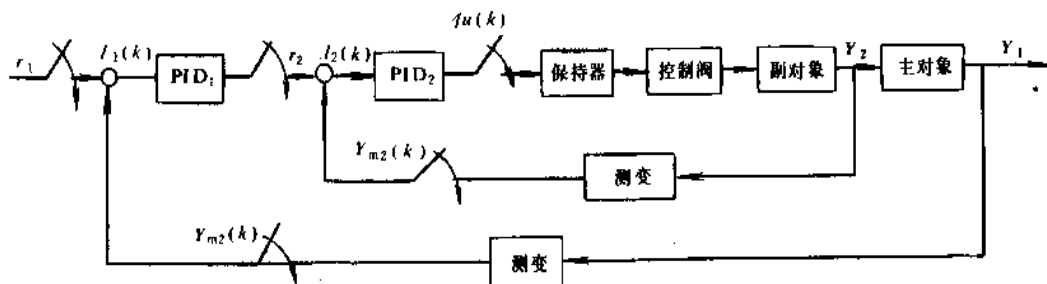 r₁
l₁(k)
PID₁
r₂
l₂(k)
PID₂
u(k)
保持器
控制阀
副对象
Y₂
主对象
Y₁
Yₘ₂(k)
测变
Yₘ₂(k)
测变